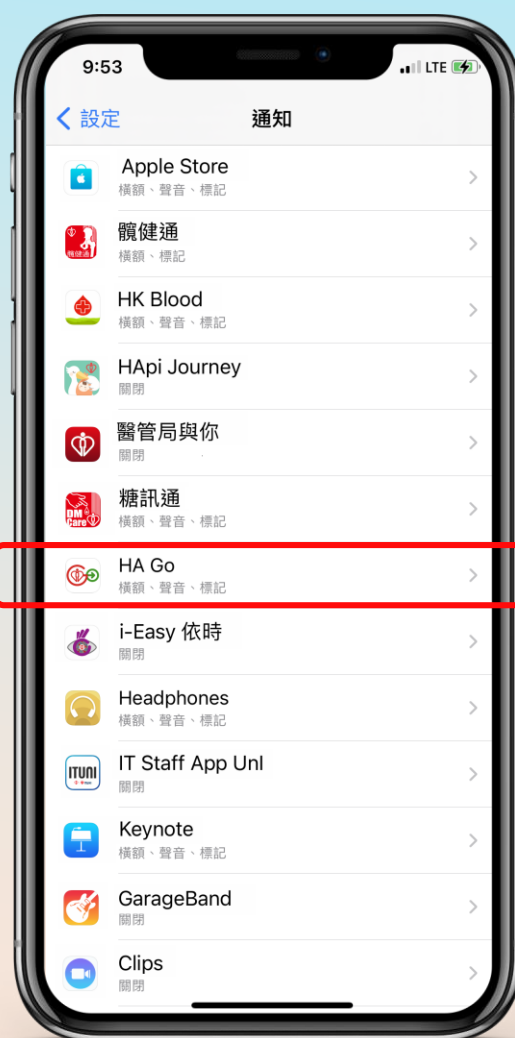 9:53
LTE
設定
通知
Apple Store
橫額、聲音、標記
髖健通
橫額、標記
HK Blood
橫額、聲音、標記
HApi Journey
關閉
醫管局與你
關閉
糖訊通
橫額、聲音、標記
DM
Care
HA Go
橫額、聲音、標記
i-Easy 依時
關閉
Headphones
橫額、聲音、標記
IT Staff App Unl
關閉
ITUNI
Keynote
橫額、聲音、標記
GarageBand
關閉
Clips
關閉